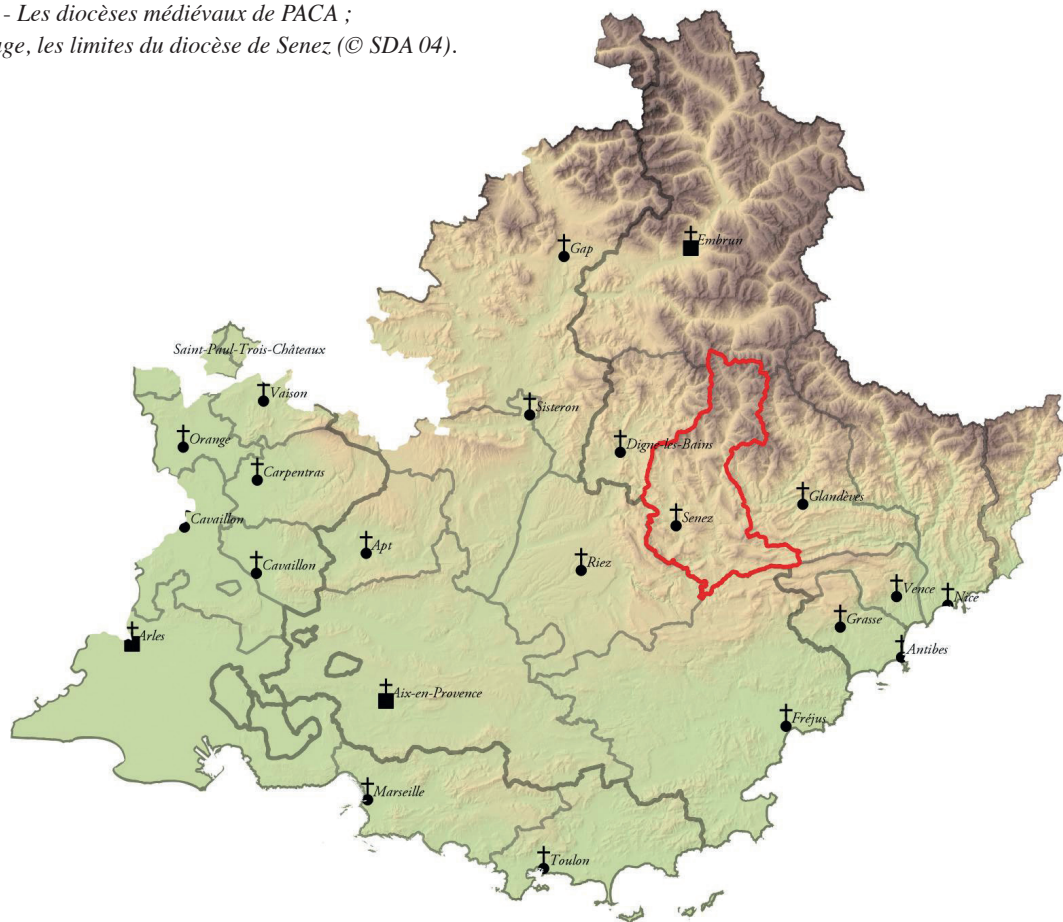 - Les diocèses médiévaux de PACA ;
ge, les limites du diocèse de Senez (© SDA 04).
Gap
Embrun
Saint-Paul-Trois-Châteaux
Vaison
Sisteron
Orange
Digne-les-Bains
Carpentras
Glandèves
Cavaillon
Senez
Apt
Cavaillon
Riez
Vence
Nice
Grasse
Arles
Antibes
Aix-en-Provence
Fréjus
Marseille
Toulon